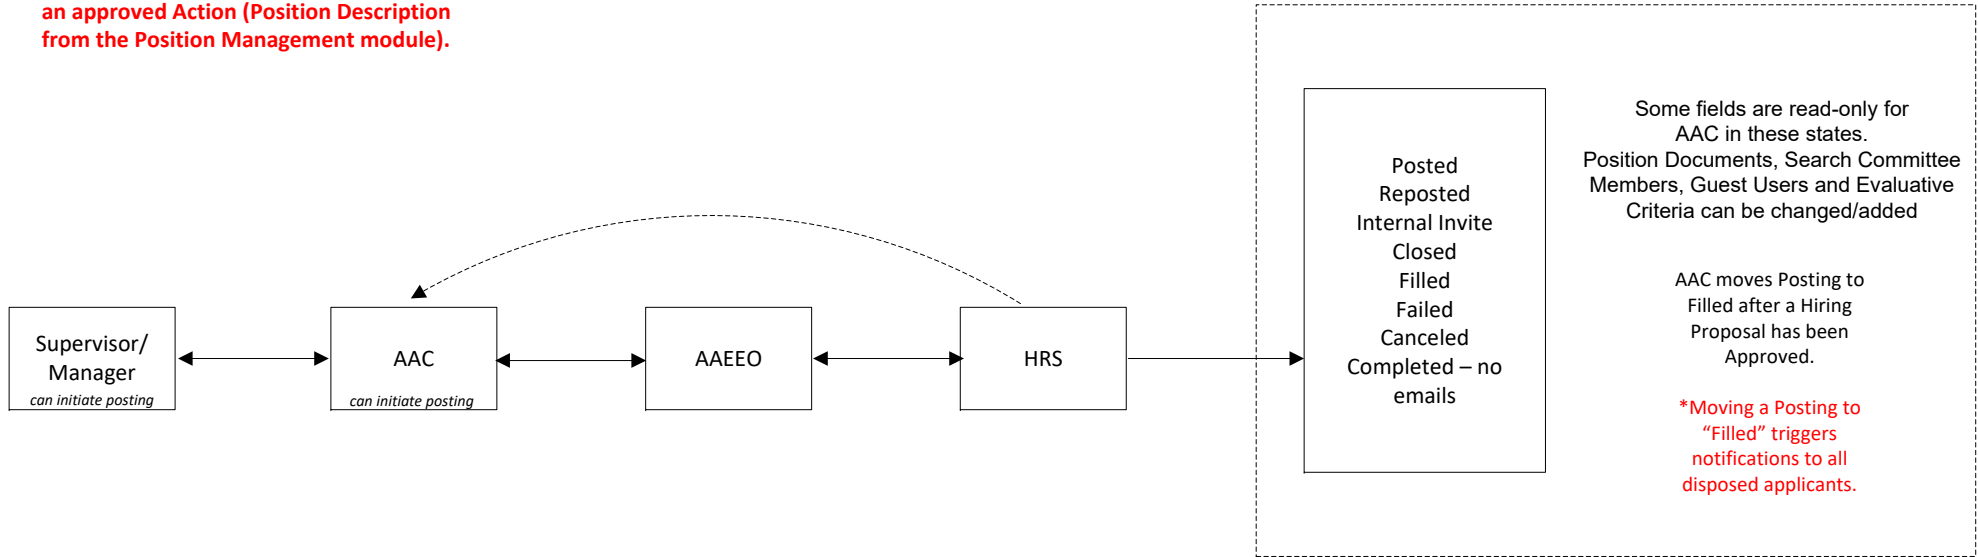 an approved Action (Position Description
from the Position Management module).
Supervisor/
Manager
can initiate posting
AAC
can initiate posting
AAEEO
HRS
Posted
Reposted
Internal Invite
Closed
Filled
Failed
Canceled
Completed – no
emails
Some fields are read-only for
AAC in these states.
Position Documents, Search Committee
Members, Guest Users and Evaluative
Criteria can be changed/added
AAC moves Posting to
Filled after a Hiring
Proposal has been
Approved.
*Moving a Posting to
“Filled” triggers
notifications to all
disposed applicants.